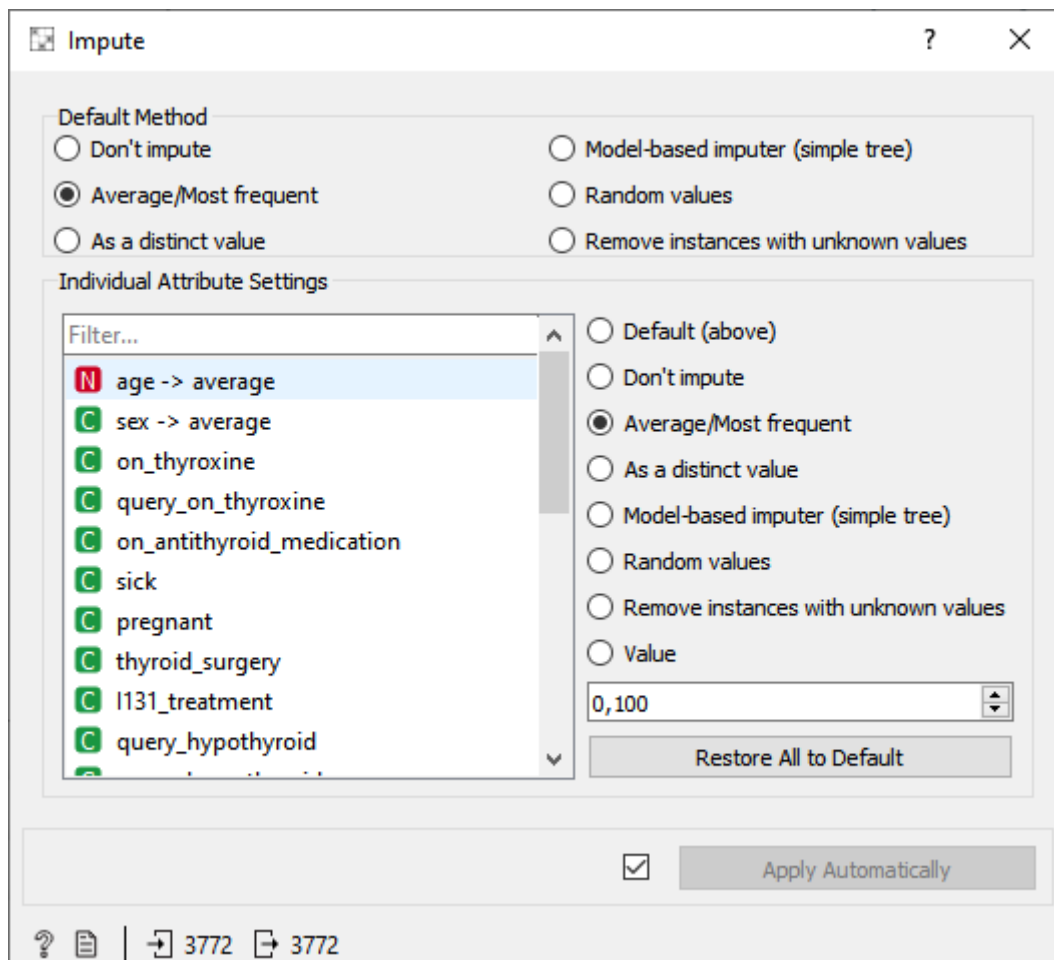 Impute
?
Default Method
Don't impute
Average/Most frequent
As a distinct value
Model-based imputer (simple tree)
Random values
Remove instances with unknown values
Individual Attribute Settings
Filter...
N age -> average
C sex -> average
C on_thyroxine
C query_on_thyroxine
C on_antithyroid_medication
C sick
C pregnant
C thyroid_surgery
C I131_treatment
C query_hypothyroid
Default (above)
Don't impute
Average/Most frequent
As a distinct value
Model-based imputer (simple tree)
Random values
Remove instances with unknown values
Value
0,100
Restore All to Default
Apply Automatically
? 3772 3772